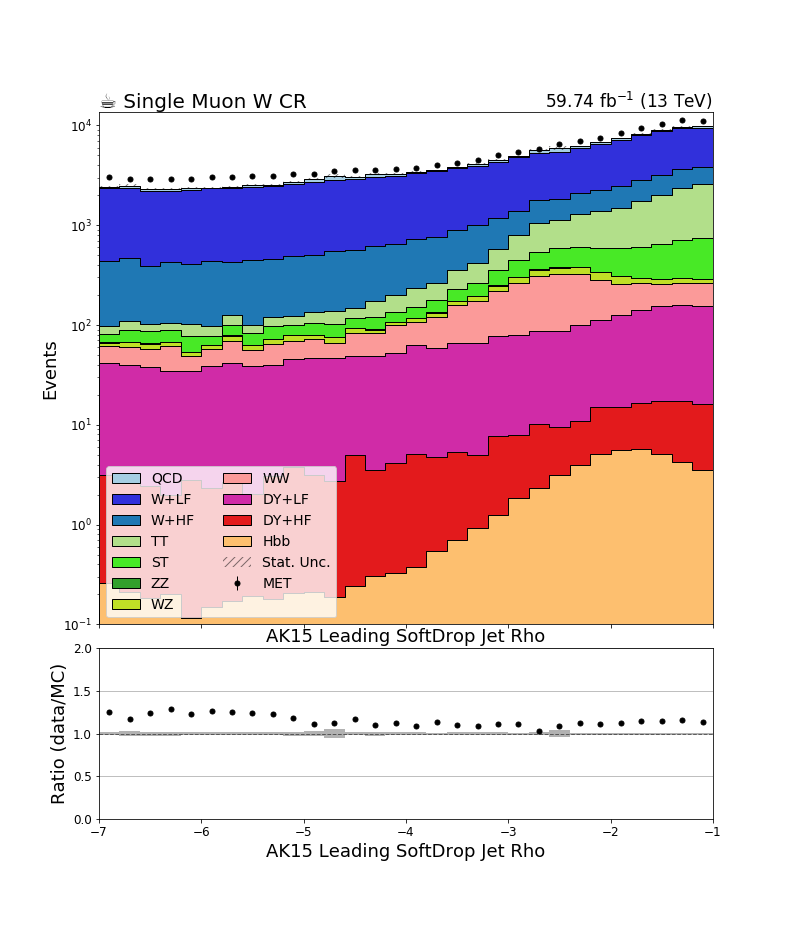 ☕ Single Muon W CR
59.74 fb⁻¹ (13 TeV)
Events
10⁴
10³
10²
10¹
10⁰
10⁻¹
QCD
W+LF
W+HF
TT
ST
ZZ
WZ
WW
DY+LF
DY+HF
Hbb
Stat. Unc.
MET
AK15 Leading SoftDrop Jet Rho
Ratio (data/MC)
2.0
1.5
1.0
0.5
0.0
−7 −6 −5 −4 −3 −2 −1
AK15 Leading SoftDrop Jet Rho